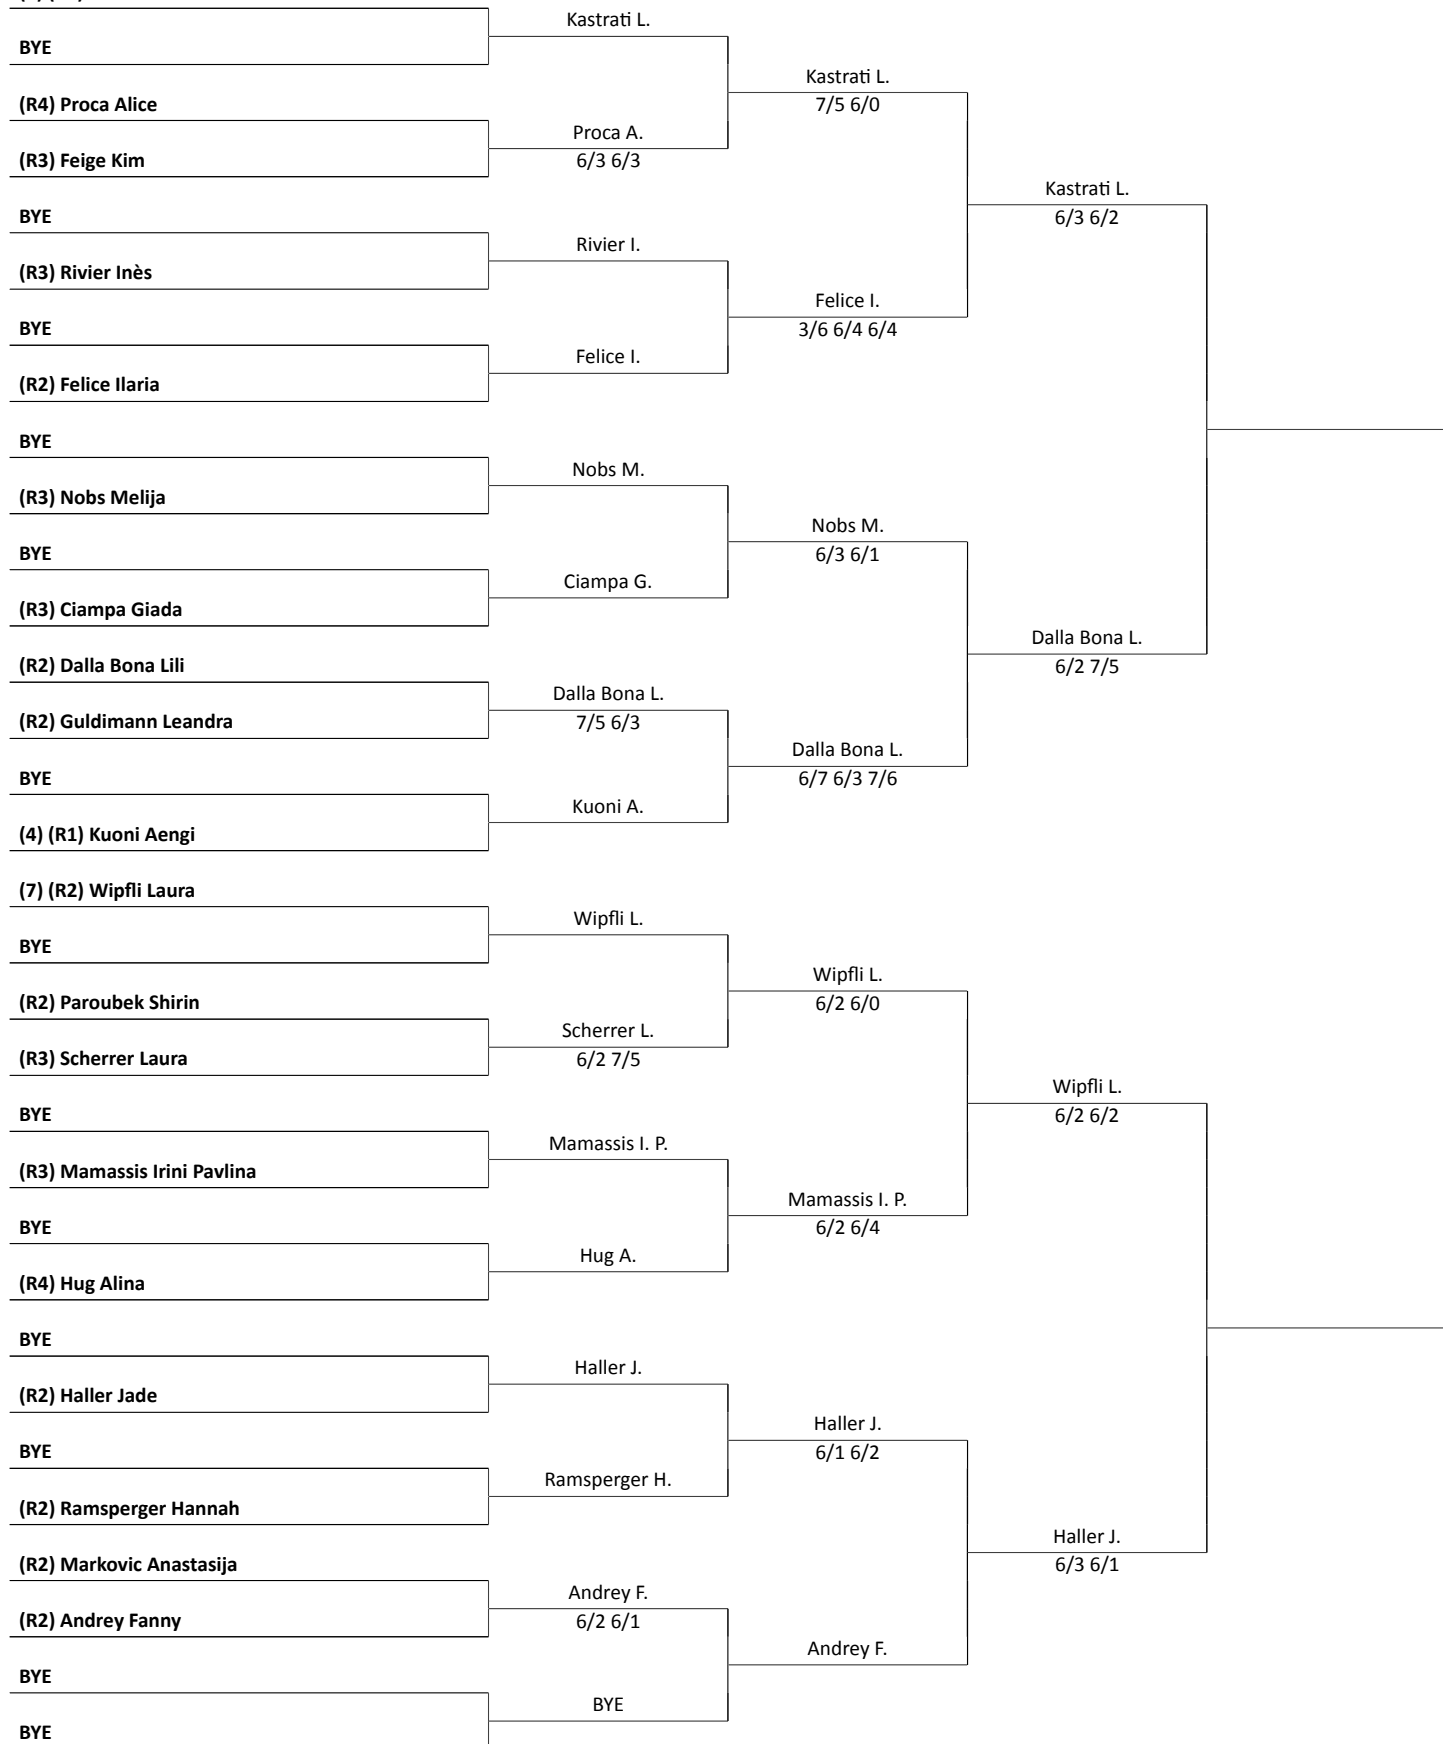 BYE
(R4) Proca Alice
(R3) Feige Kim
BYE
(R3) Rivier Inès
BYE
(R2) Felice Ilaria
BYE
(R3) Nobs Melija
BYE
(R3) Ciampa Giada
(R2) Dalla Bona Lili
(R2) Guldimann Leandra
BYE
(4) (R1) Kuoni Aengi
(7) (R2) Wipfli Laura
BYE
(R2) Paroubek Shirin
(R3) Scherrer Laura
BYE
(R3) Mamassis Irini Pavlina
BYE
(R4) Hug Alina
BYE
(R2) Haller Jade
BYE
(R2) Ramsperger Hannah
(R2) Markovic Anastasija
(R2) Andrey Fanny
BYE
BYE
Kastrati L.
Proca A.
6/3 6/3
Rivier I.
Felice I.
Nobs M.
Ciampa G.
Dalla Bona L.
7/5 6/3
Kuoni A.
Wipfli L.
Scherrer L.
6/2 7/5
Mamassis I. P.
Hug A.
Haller J.
Ramsperger H.
Andrey F.
6/2 6/1
BYE
Kastrati L.
7/5 6/0
Felice I.
3/6 6/4 6/4
Nobs M.
6/3 6/1
Dalla Bona L.
6/7 6/3 7/6
Wipfli L.
6/2 6/0
Mamassis I. P.
6/2 6/4
Haller J.
6/1 6/2
Andrey F.
Kastrati L.
6/3 6/2
Dalla Bona L.
6/2 7/5
Wipfli L.
6/2 6/2
Haller J.
6/3 6/1